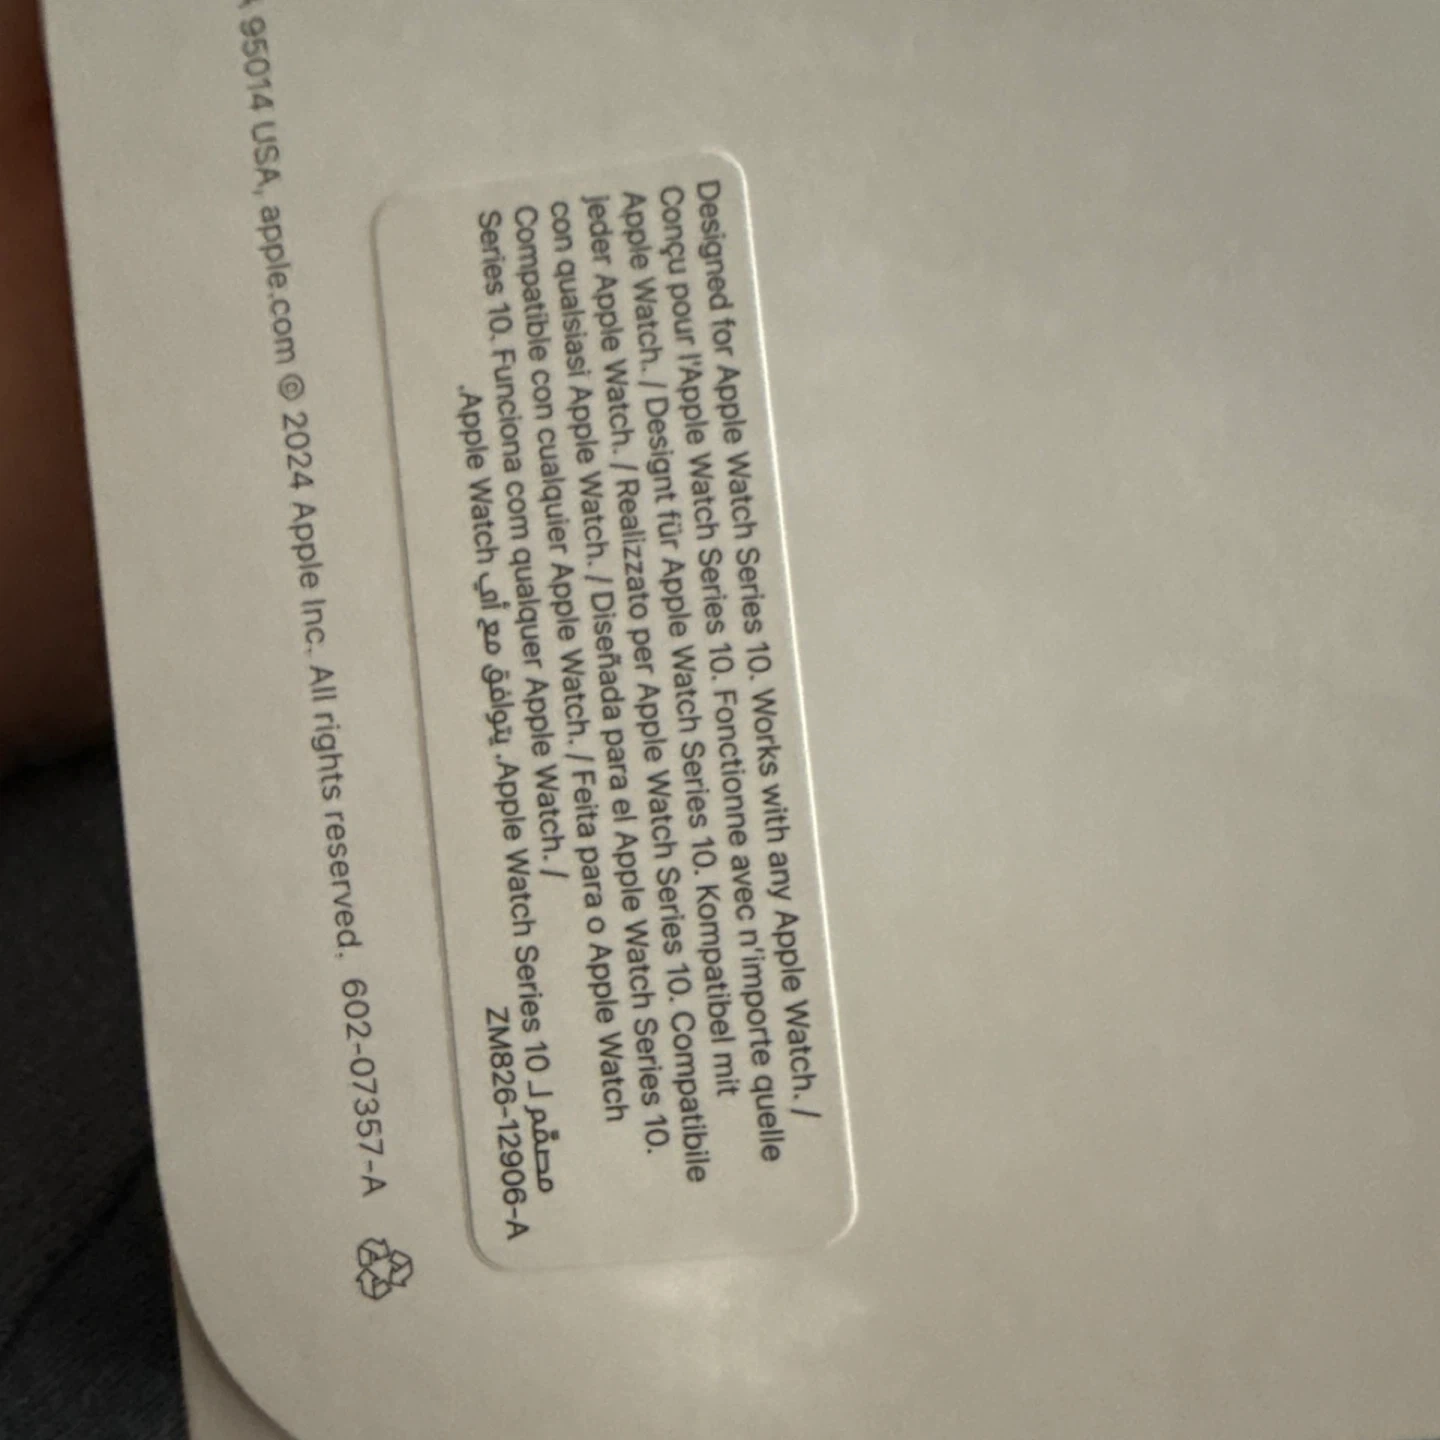 Designed for Apple Watch Series 10. Works with any Apple Watch. /
Conçu pour l'Apple Watch Series 10. Fonctionne avec n'importe quelle
Apple Watch. / Designt für Apple Watch Series 10. Kompatibel mit
jeder Apple Watch. / Realizzato per Apple Watch Series 10. Compatibile
con qualsiasi Apple Watch. / Diseñada para el Apple Watch Series 10.
Compatible con cualquier Apple Watch. / Feita para o Apple Watch
Series 10. Funciona com qualquer Apple Watch. /
مصمّم لـ Apple Watch Series 10. يتوافق مع أي Apple Watch.
ZM826-12906-A
95014 USA, apple.com © 2024 Apple Inc. All rights reserved. 602-07357-A